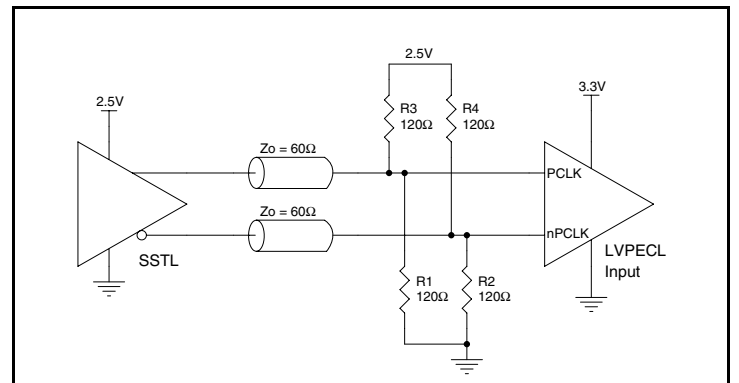 2.5V
3.3V
2.5V
R3
120Ω
R4
120Ω
Zo = 60Ω
PCLK
Zo = 60Ω
nPCLK
SSTL
LVPECL
Input
R1
120Ω
R2
120Ω